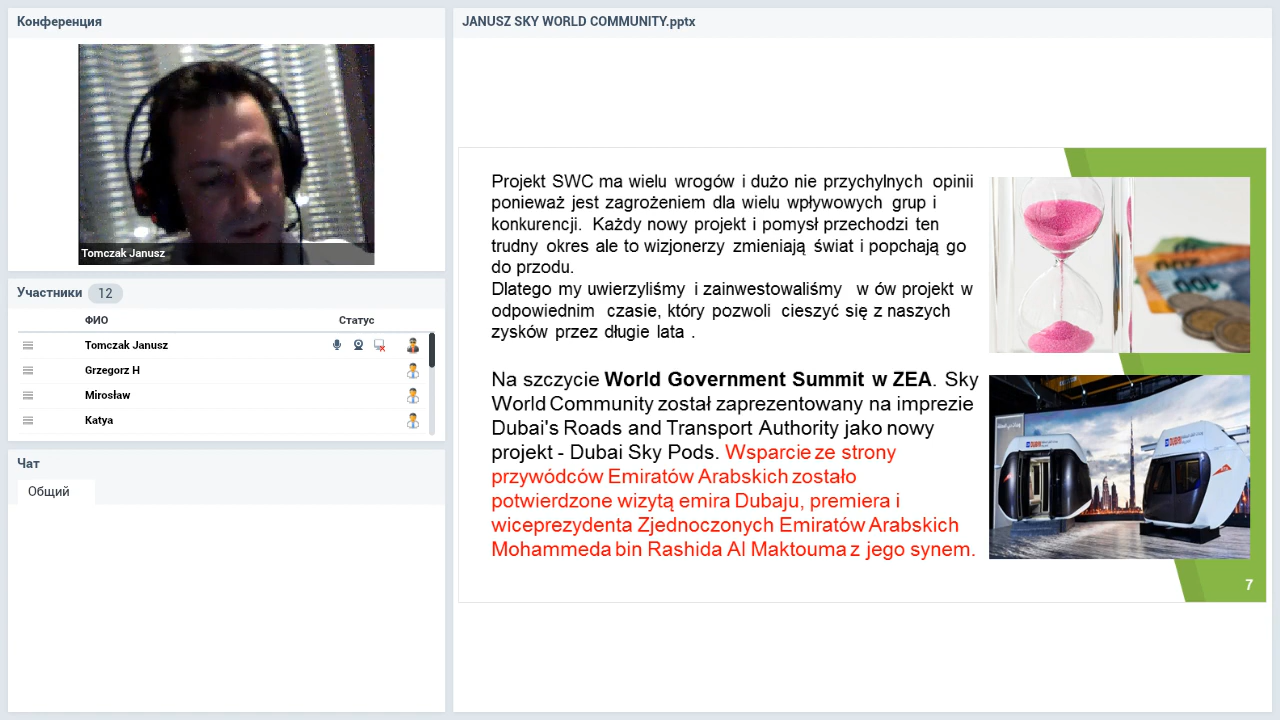 Конференция
Tomczak Janusz
Участники 12
ФИО Статус
Tomczak Janusz
Grzegorz H
Mirosław
Katya
Чат
Общий
JANUSZ SKY WORLD COMMUNITY.pptx
Projekt SWC ma wielu wrogów i dużo nie przychylnych opinii
ponieważ jest zagrożeniem dla wielu wpływowych grup i
konkurencji. Każdy nowy projekt i pomysł przechodzi ten
trudny okres ale to wizjonerzy zmieniają świat i popchają go
do przodu.
Dlatego my uwierzyliśmy i zainwestowaliśmy w ów projekt w
odpowiednim czasie, który pozwoli cieszyć się z naszych
zysków przez długie lata .
Na szczycie World Government Summit w ZEA. Sky
World Community został zaprezentowany na imprezie
Dubai's Roads and Transport Authority jako nowy
projekt - Dubai Sky Pods. Wsparcie ze strony
przywódców Emiratów Arabskich zostało
potwierdzone wizytą emira Dubaju, premiera i
wiceprezydenta Zjednoczonych Emiratów Arabskich
Mohammeda bin Rashida Al Maktouma z jego synem.
100
7